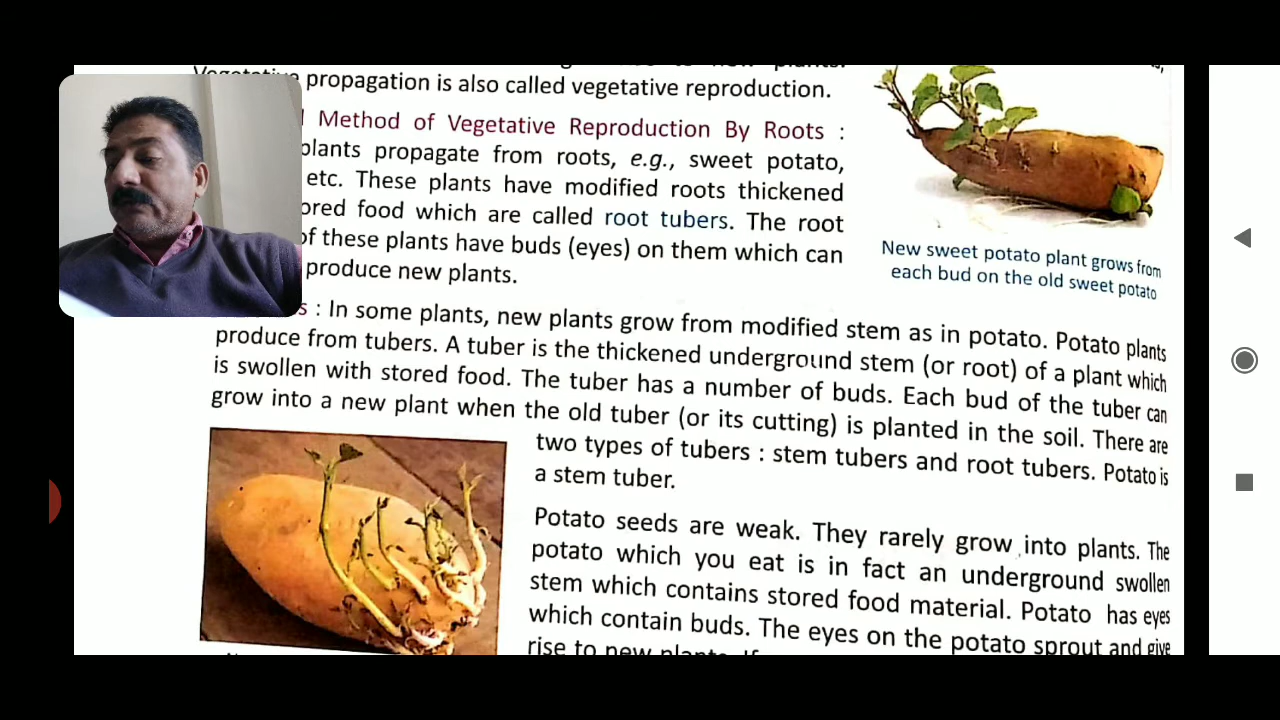 propagation is also called vegetative reproduction.
Method of Vegetative Reproduction By Roots :
plants propagate from roots, e.g., sweet potato,
etc. These plants have modified roots thickened
food which are called root tubers. The root
of these plants have buds (eyes) on them which can
produce new plants.
New sweet potato plant grows from
each bud on the old sweet potato
: In some plants, new plants grow from modified stem as in potato. Potato plants
produce from tubers. A tuber is the thickened underground stem (or root) of a plant which
is swollen with stored food. The tuber has a number of buds. Each bud of the tuber can
grow into a new plant when the old tuber (or its cutting) is planted in the soil. There are
two types of tubers : stem tubers and root tubers. Potato is
a stem tuber.
Potato seeds are weak. They rarely grow into plants. The
potato which you eat is in fact an underground swollen
stem which contains stored food material. Potato has eyes
which contain buds. The eyes on the potato sprout and give
rise to new plants. If